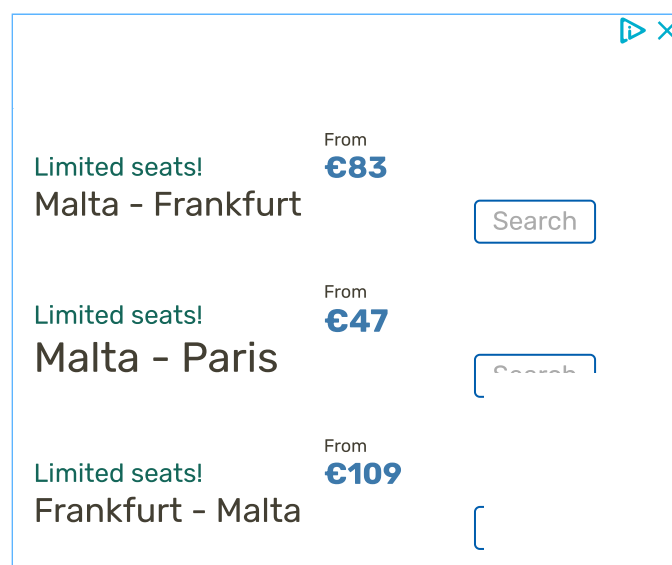 From
Limited seats!
€83
Malta - Frankfurt
Search
From
Limited seats!
€47
Malta - Paris
Search
From
Limited seats!
€109
Frankfurt - Malta